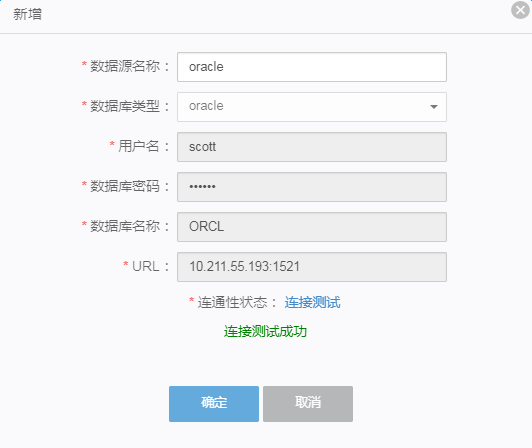 新增
* 数据源名称： oracle
* 数据库类型： oracle
* 用户名： scott
* 数据库密码： ••••••
* 数据库名称： ORCL
* URL： 10.211.55.193:1521
* 连通性状态： 连接测试
连接测试成功
确定 取消